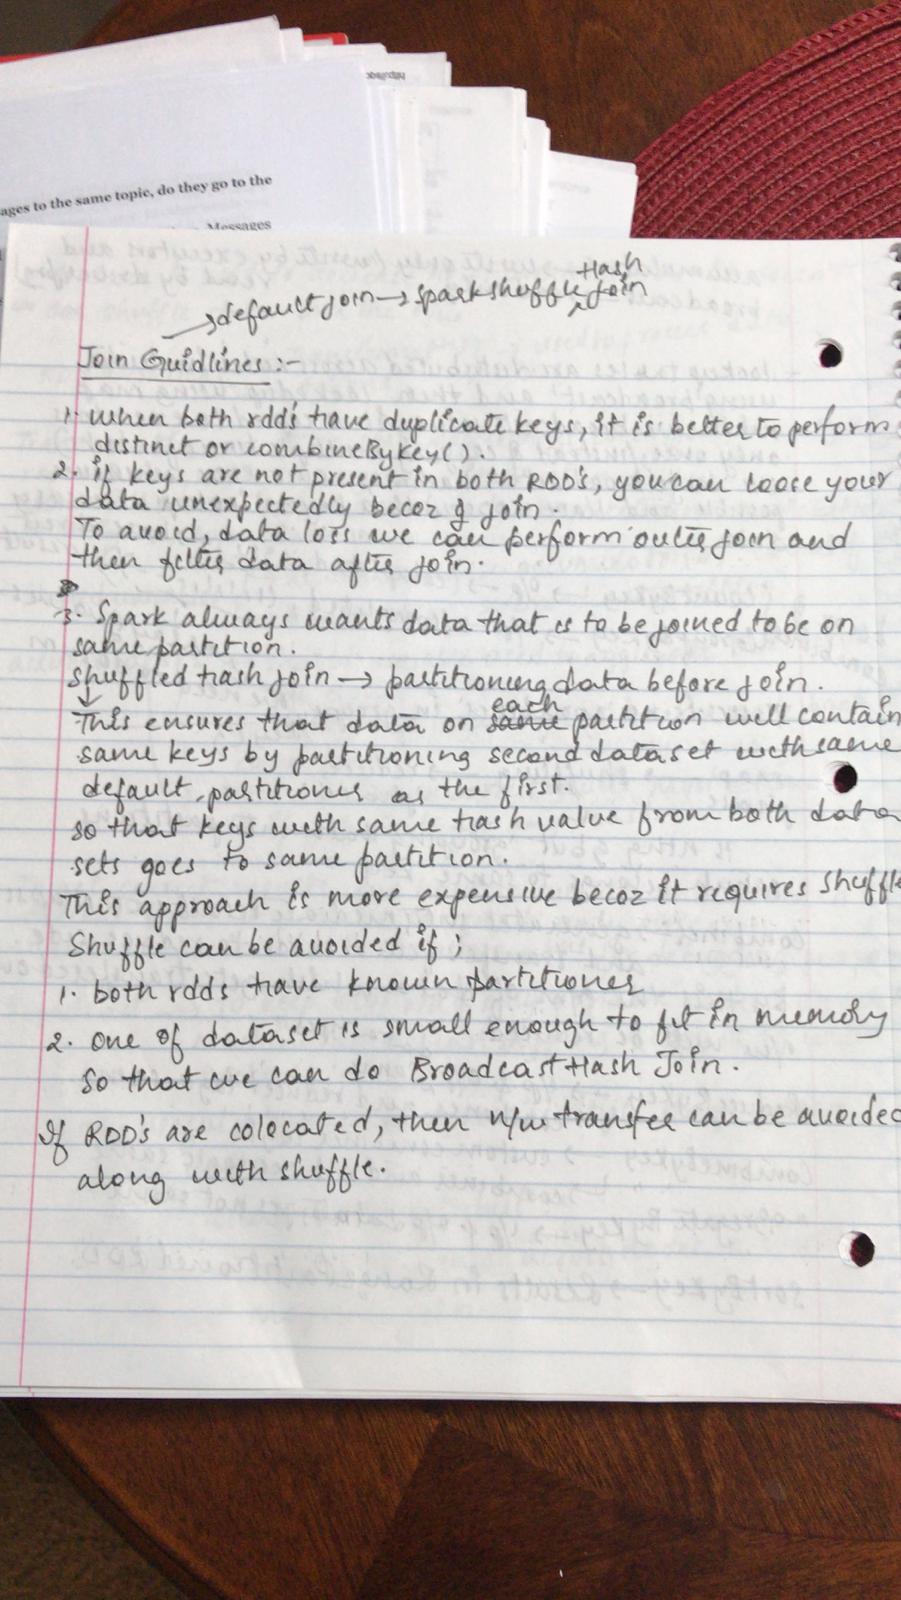 ages to the same topic, do they go to the
Messages
→ default join → spark shuffle Hash join
Join Guidlines :-
1. when both rdd's have duplicate keys, it is better to perform
distinct or combineByKey().
2. if keys are not present in both RDD's, you can loose your
data unexpectedly becoz of join.
To avoid, data loss we can perform outer join and
then filter data after join.
3. Spark always wants data that is to be joined to be on
same partition.
shuffled hash join → partitioning data before join.
↓
This ensures that data on same each partition will contain
same keys by partitioning second dataset with same
default partitioner as the first.
so that keys with same hash value from both data
sets goes to same partition.
This approach is more expensive becoz it requires shuffle
Shuffle can be avoided if ;
1. both rdds have known partitioner
2. one of dataset is small enough to fit in memory
So that we can do Broadcast Hash Join.
If RDD's are colocated, then n/w transfer can be avoided
along with shuffle.